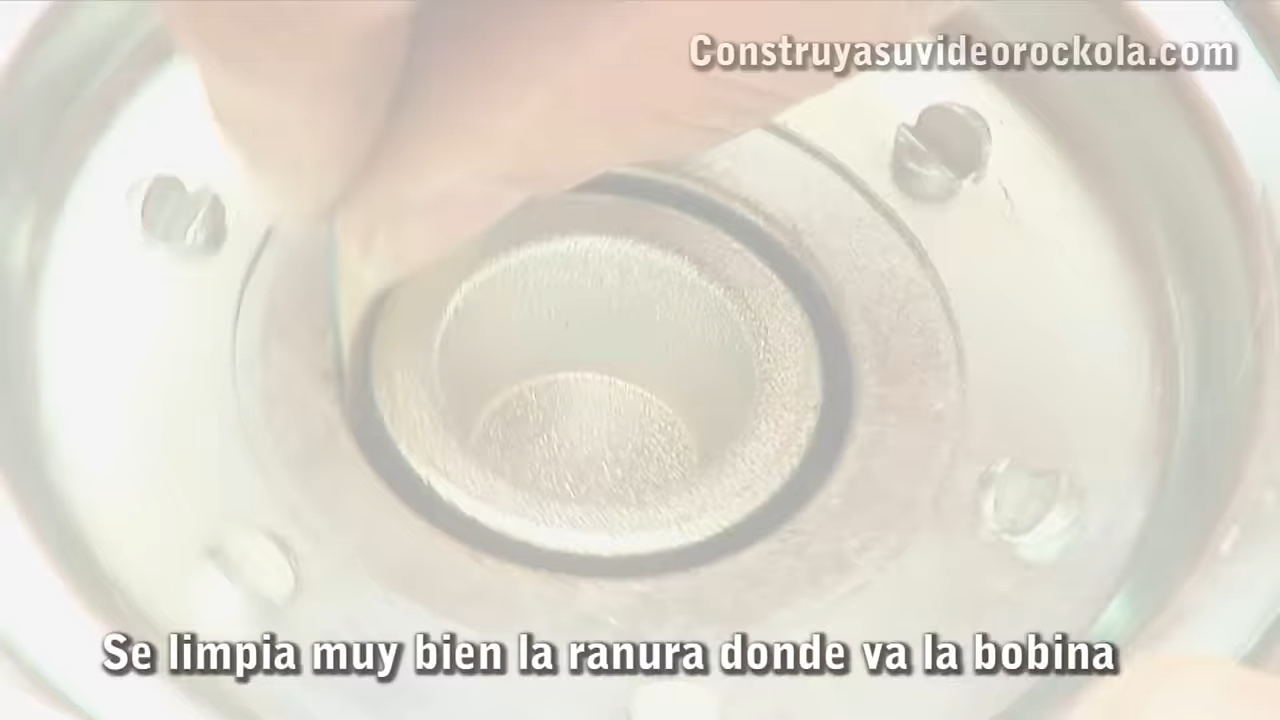 Construyasuvideorockola.com
Se limpia muy bien la ranura donde va la bobina